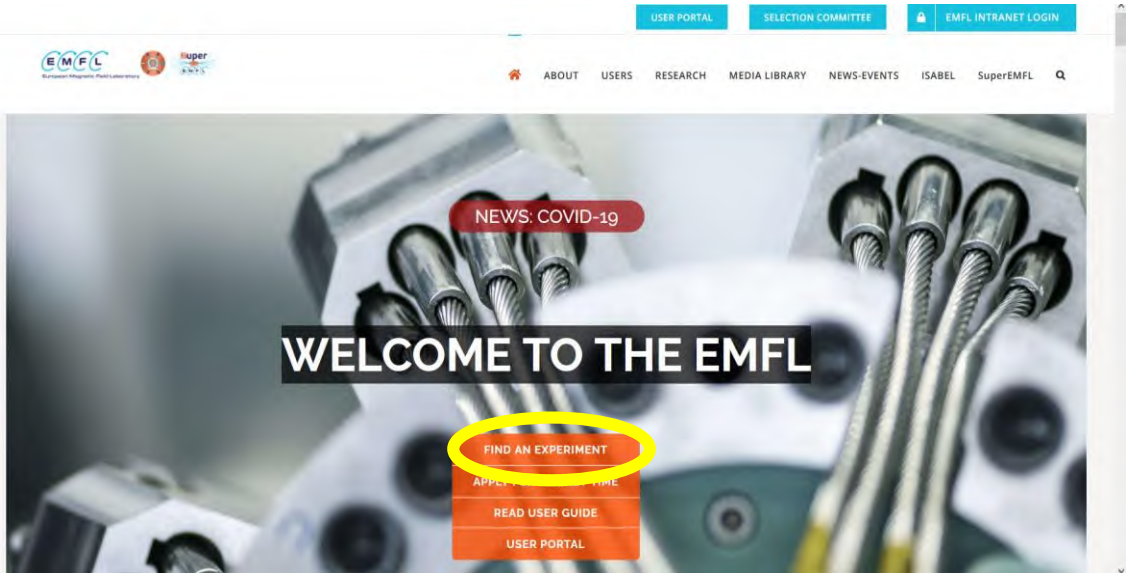 USER PORTAL
SELECTION COMMITTEE
EMFL INTRANET LOGIN
EMFL
European Magnetic Field Laboratory
Super
EMFL
ABOUT
USERS
RESEARCH
MEDIA LIBRARY
NEWS-EVENTS
ISABEL
SuperEMFL
NEWS: COVID-19
WELCOME TO THE EMFL
FIND AN EXPERIMENT
APPLY TIME
READ USER GUIDE
USER PORTAL